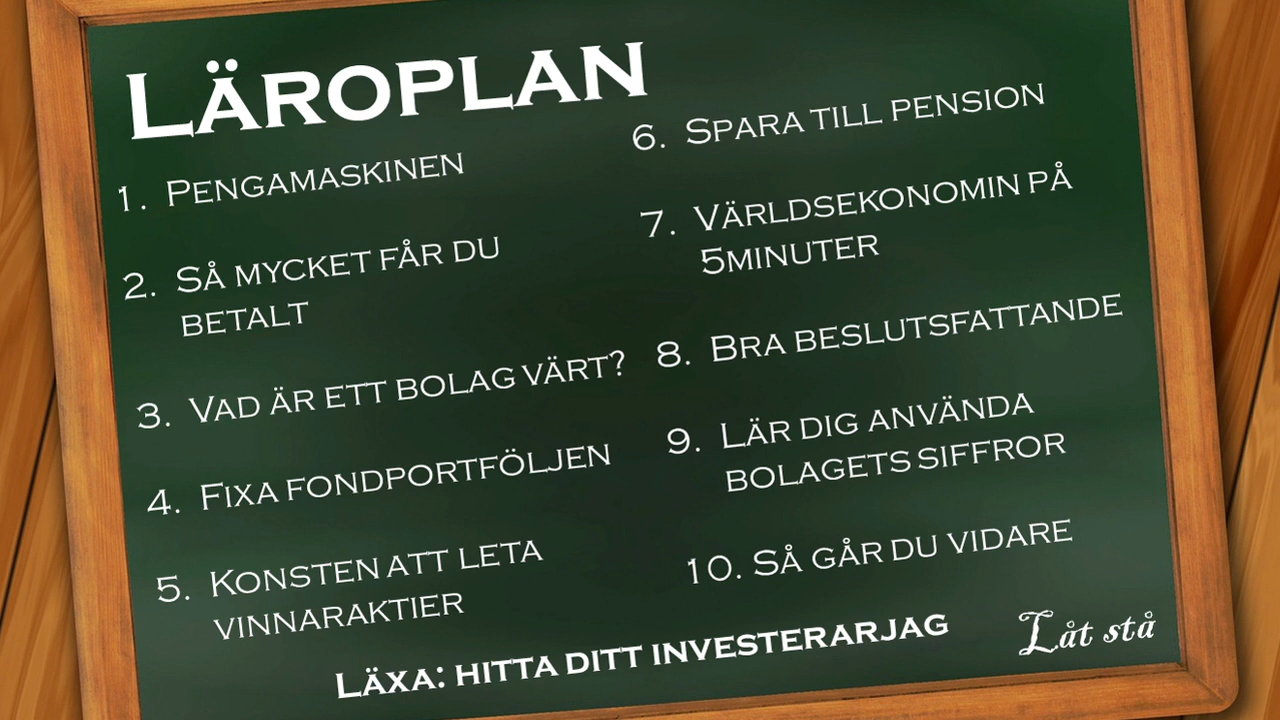 LÄROPLAN
1. PENGAMASKINEN
2. SÅ MYCKET FÅR DU
BETALT
3. VAD ÄR ETT BOLAG VÄRT?
4. FIXA FONDPORTFÖLJEN
5. KONSTEN ATT LETA
VINNARAKTIER
6. SPARA TILL PENSION
7. VÄRLDSEKONOMIN PÅ
5MINUTER
8. BRA BESLUTSFATTANDE
9. LÄR DIG ANVÄNDA
BOLAGETS SIFFROR
10. SÅ GÅR DU VIDARE
LÄXA: HITTA DITT INVESTERARJAG
Låt stå